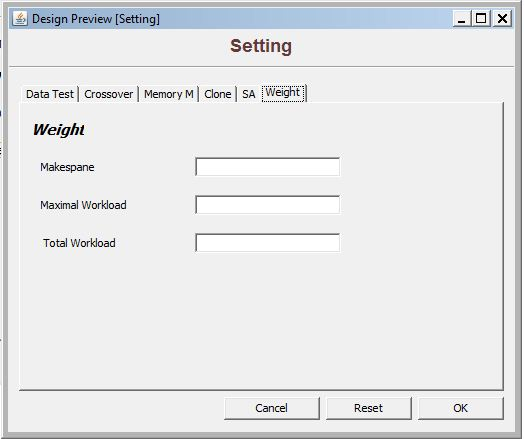 Design Preview [Setting]
Setting
Data Test Crossover Memory M Clone SA Weight
Weight
Makespane
Maximal Workload
Total Workload
Cancel Reset OK